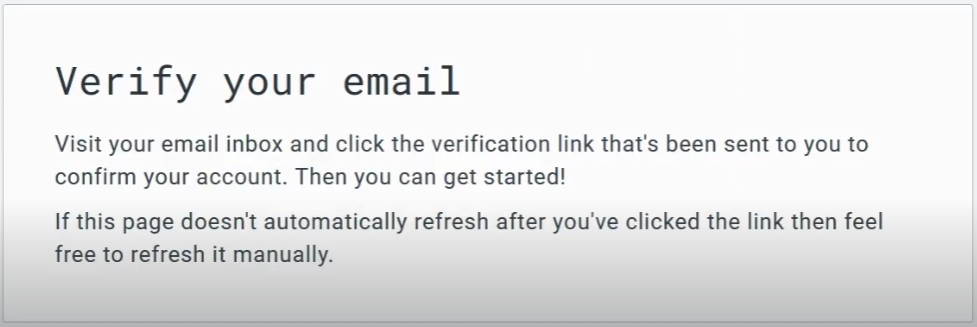 Verify your email
Visit your email inbox and click the verification link that's been sent to you to
confirm your account. Then you can get started!
If this page doesn't automatically refresh after you've clicked the link then feel
free to refresh it manually.